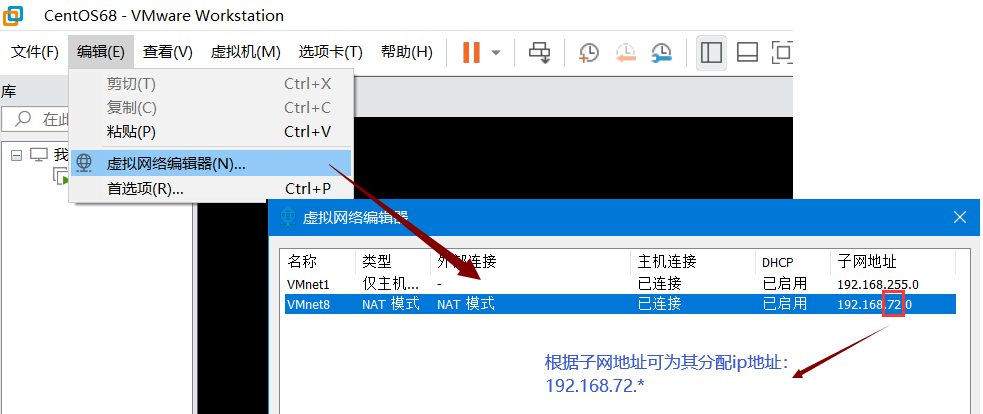 CentOS68 - VMware Workstation
文件(F) 编辑(E) 查看(V) 虚拟机(M) 选项卡(T) 帮助(H)
剪切(T) Ctrl+X
库
复制(C) Ctrl+C
在此
粘贴(P) Ctrl+V
我
虚拟网络编辑器(N)...
首选项(R)... Ctrl+P
虚拟网络编辑器
名称 类型 外部连接 主机连接 DHCP 子网地址
VMnet1 仅主机... - 已连接 已启用 192.168.255.0
VMnet8 NAT 模式 NAT 模式 已连接 已启用 192.168.72.0
根据子网地址可为其分配ip地址：
192.168.72.*